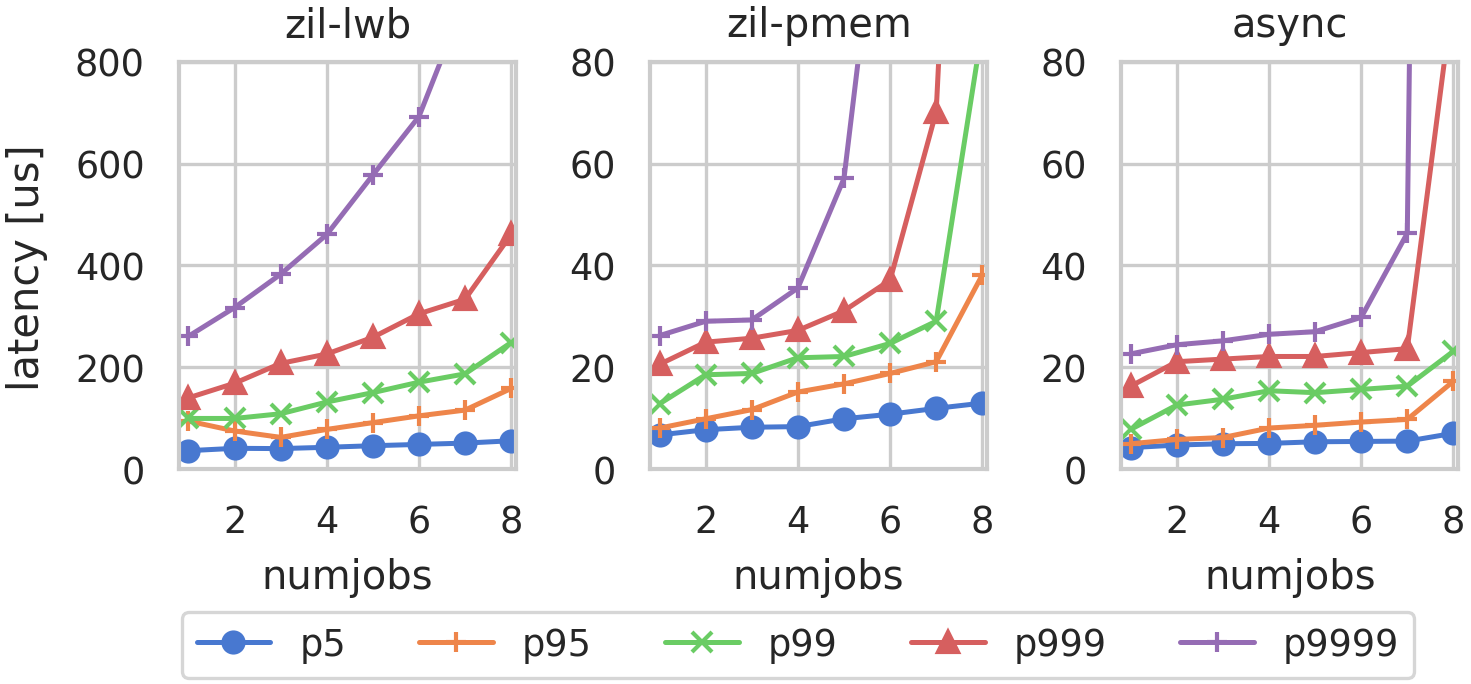 zil-lwb zil-pmem async
800 80 80
600 60 60
400 40 40
200 20 20
0 0 0
latency [us]
2 4 6 8 2 4 6 8 2 4 6 8
numjobs numjobs numjobs
p5 p95 p99 p999 p9999